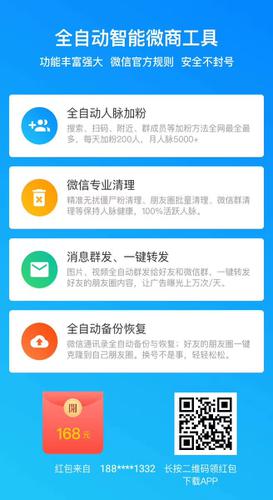 全自动智能微商工具
功能丰富强大 微信官方规则 安全不封号
全自动人脉加粉
搜索、扫码、附近、群成员等加粉方法全网最全最
多，每天加粉200人，月人脉5000+
微信专业清理
精准无扰僵尸粉清理、朋友圈批量清理、微信群清
理等保持人脉健康，100%活跃人脉。
消息群发、一键转发
图片，视频全自动群发给好友和微信群，一键转发
好友的朋友圈内容，让广告曝光上万次/天。
全自动备份恢复
微信通讯录全自动备份与恢复；好友的朋友圈一键
克隆到自己朋友圈。换号不是事，轻轻松松。
開
168元
红包来自 188****1332
长按二维码领红包
下载APP